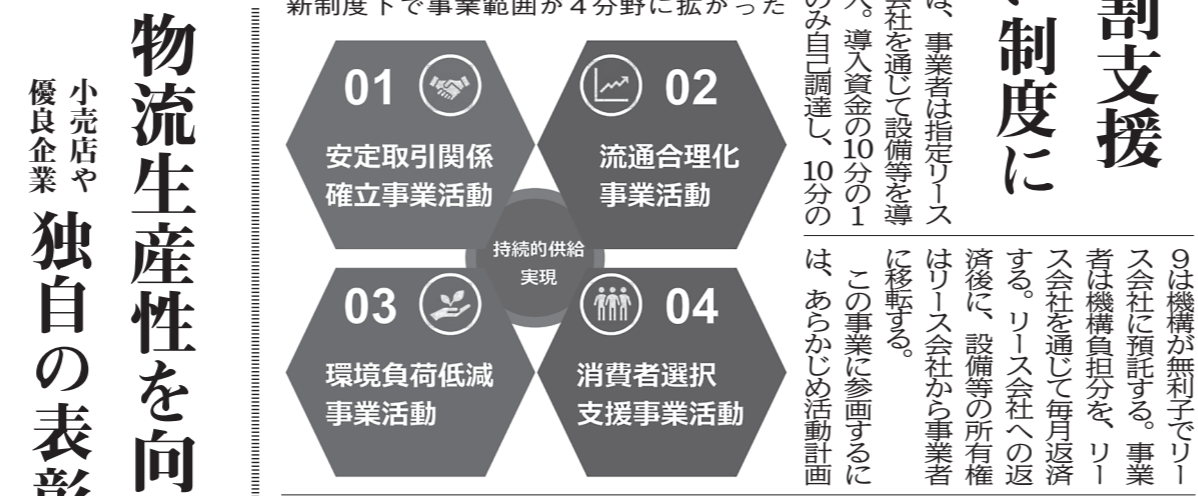 割支援
、制度に
は、事業者は指定リース
会社を通じて設備等を導
入。導入資金の10分の1
のみ自己調達し、10分の
9は機構が無利子でリー
ス会社に預託する。事業
者は機構負担分を、リー
ス会社を通じて毎月返済
する。リース会社への返
済後に、設備等の所有権
はリース会社から事業者
に移転する。
この事業に参画するに
は、あらかじめ活動計画
新制度下で事業範囲が4分野に拡がった
01
安定取引関係
確立事業活動
02
流通合理化
事業活動
持続的供給
実現
03
環境負荷低減
事業活動
04
消費者選択
支援事業活動
物流生産性を向
小売店や
優良企業
独自の表彰